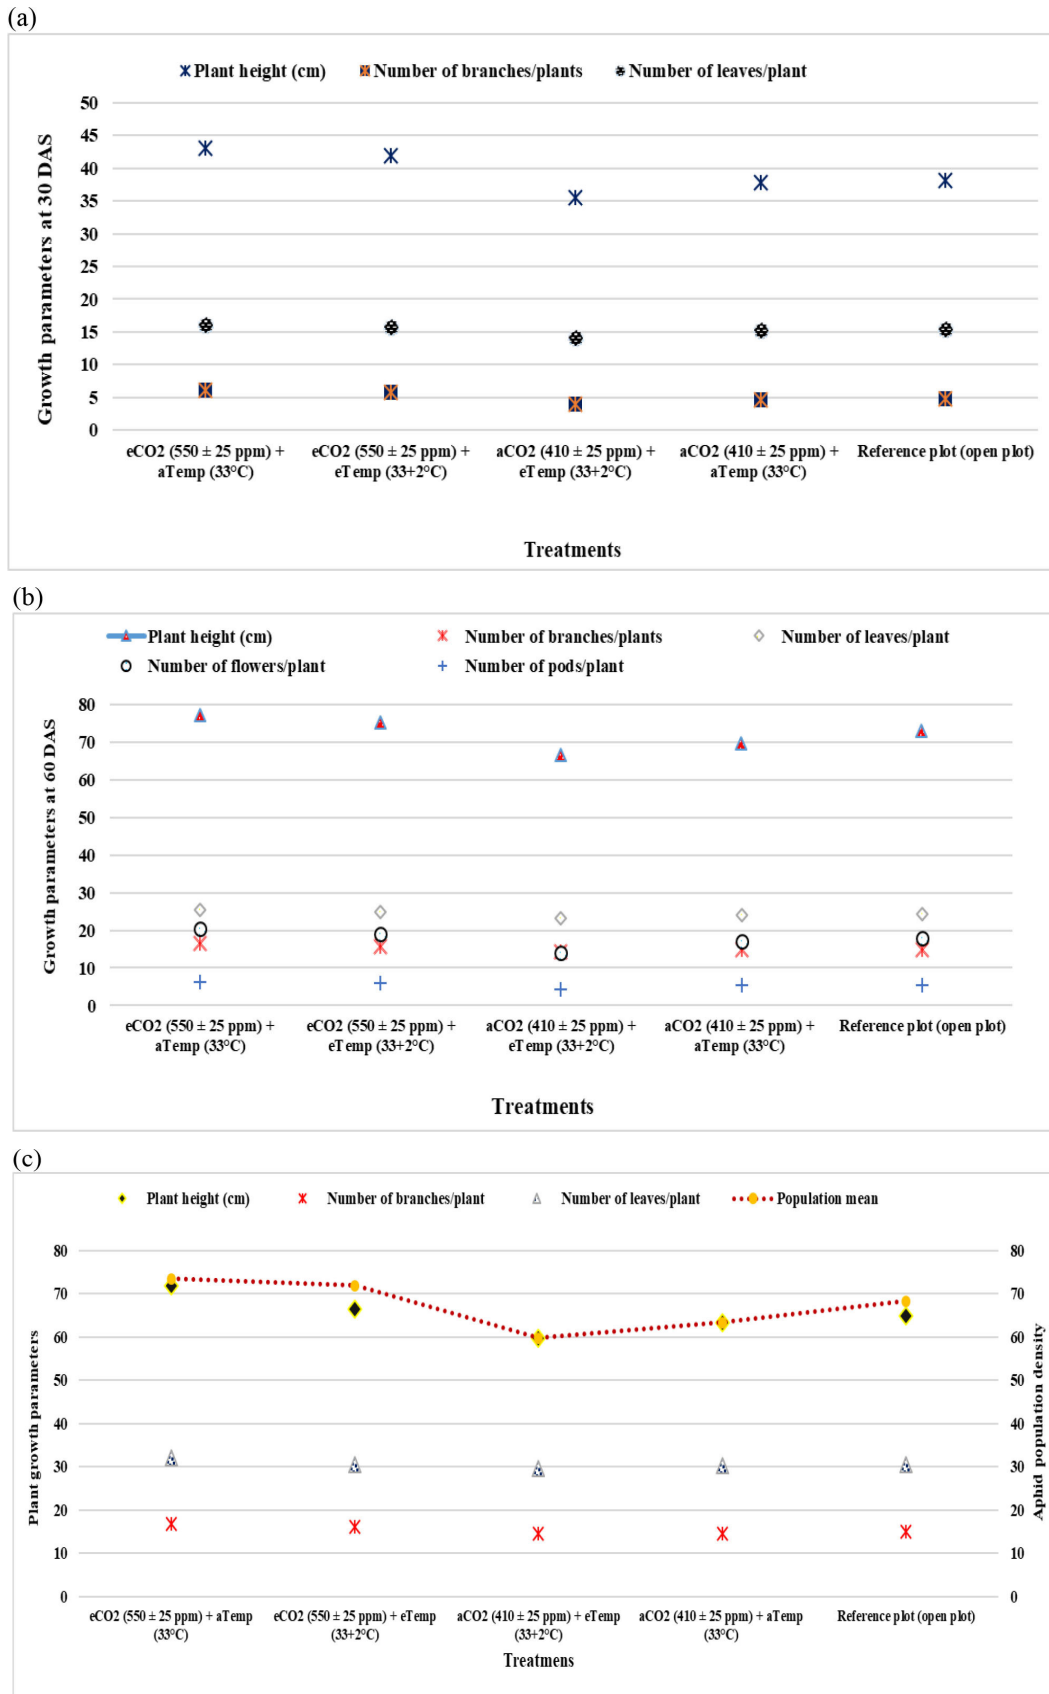 (a)
Plant height (cm) Number of branches/plants Number of leaves/plant
50
45
40
35
30
25
20
15
10
5
0
Growth parameters at 30 DAS
eCO2 (550 ± 25 ppm) + eCO2 (550 ± 25 ppm) + aCO2 (410 ± 25 ppm) + aCO2 (410 ± 25 ppm) + Reference plot (open plot)
aTemp (33°C) eTemp (33+2°C) eTemp (33+2°C) aTemp (33°C)
Treatments
(b)
Plant height (cm) Number of branches/plants Number of leaves/plant
Number of flowers/plant Number of pods/plant
80
70
60
50
40
30
20
10
0
Growth parameters at 60 DAS
eCO2 (550 ± 25 ppm) + eCO2 (550 ± 25 ppm) + aCO2 (410 ± 25 ppm) + aCO2 (410 ± 25 ppm) + Reference plot (open plot)
aTemp (33°C) eTemp (33+2°C) eTemp (33+2°C) aTemp (33°C)
Treatments
(c)
Plant height (cm) Number of branches/plant Number of leaves/plant Population mean
80 80
70 70
60 60
50 50
40 40
30 30
20 20
10 10
0 0
Plant growth parameters
Aphid population density
eCO2 (550 ± 25 ppm) + aTemp eCO2 (550 ± 25 ppm) + eTemp aCO2 (410 ± 25 ppm) + eTemp aCO2 (410 ± 25 ppm) + aTemp Reference plot (open plot)
(33°C) (33+2°C) (33+2°C) (33°C)
Treatmens